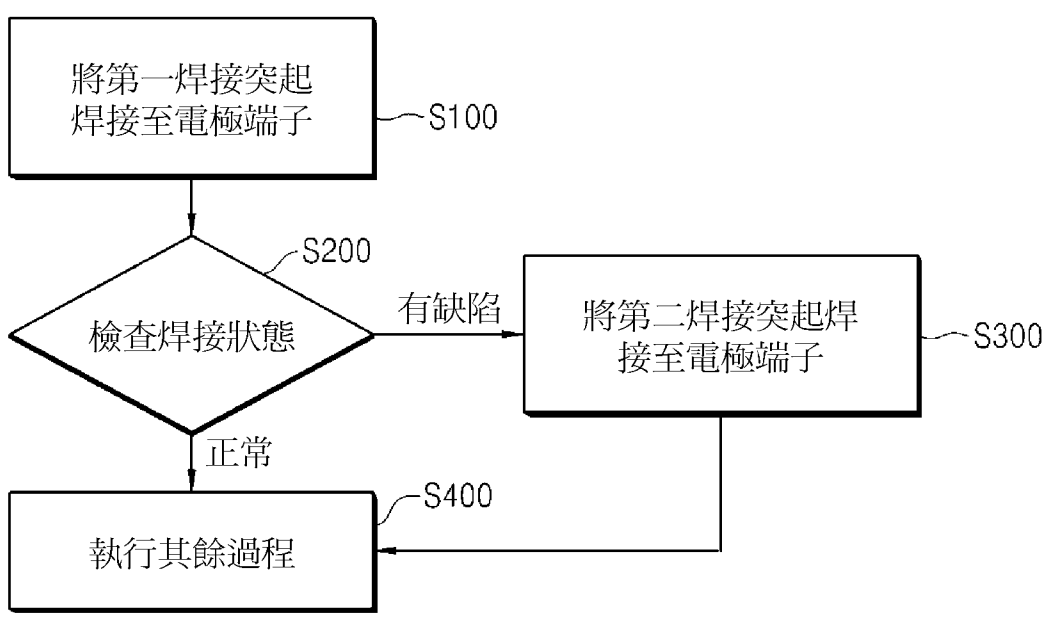 將第一焊接突起
焊接至電極端子
S100
S200
檢查焊接狀態
有缺陷
將第二焊接突起焊
接至電極端子
S300
正常
S400
執行其餘過程